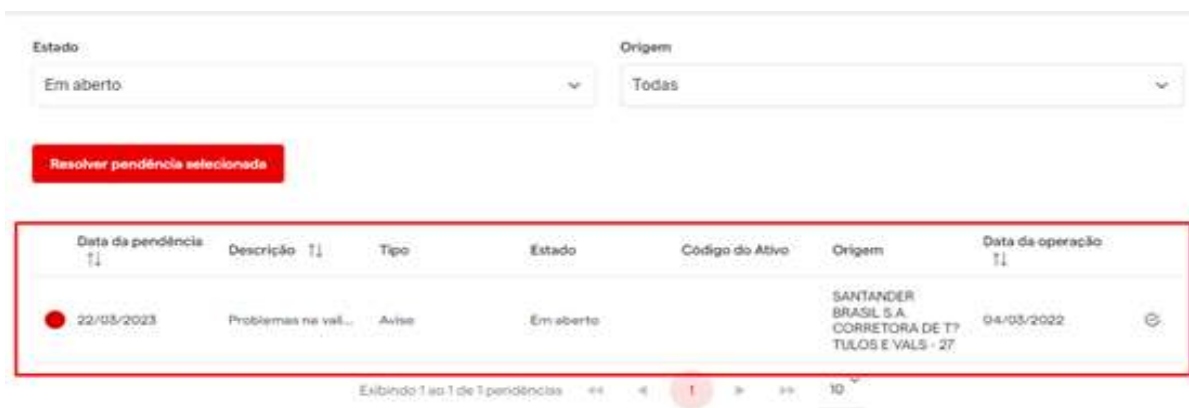 Estado
Origem
Em aberto
Todas
Resolver pendência selecionada
Data da pendência
Descrição
Tipo
Estado
Código do Ativo
Origem
Data da operação
22/03/2023
Problemas na vali...
Aviso
Em aberto
SANTANDER
BRASIL S.A
CORRETORA DE T?
TULOS E VALS - 27
04/03/2022
Exibindo 1 ao 1 de 1 pendências
<<
<
1
>
>>
10